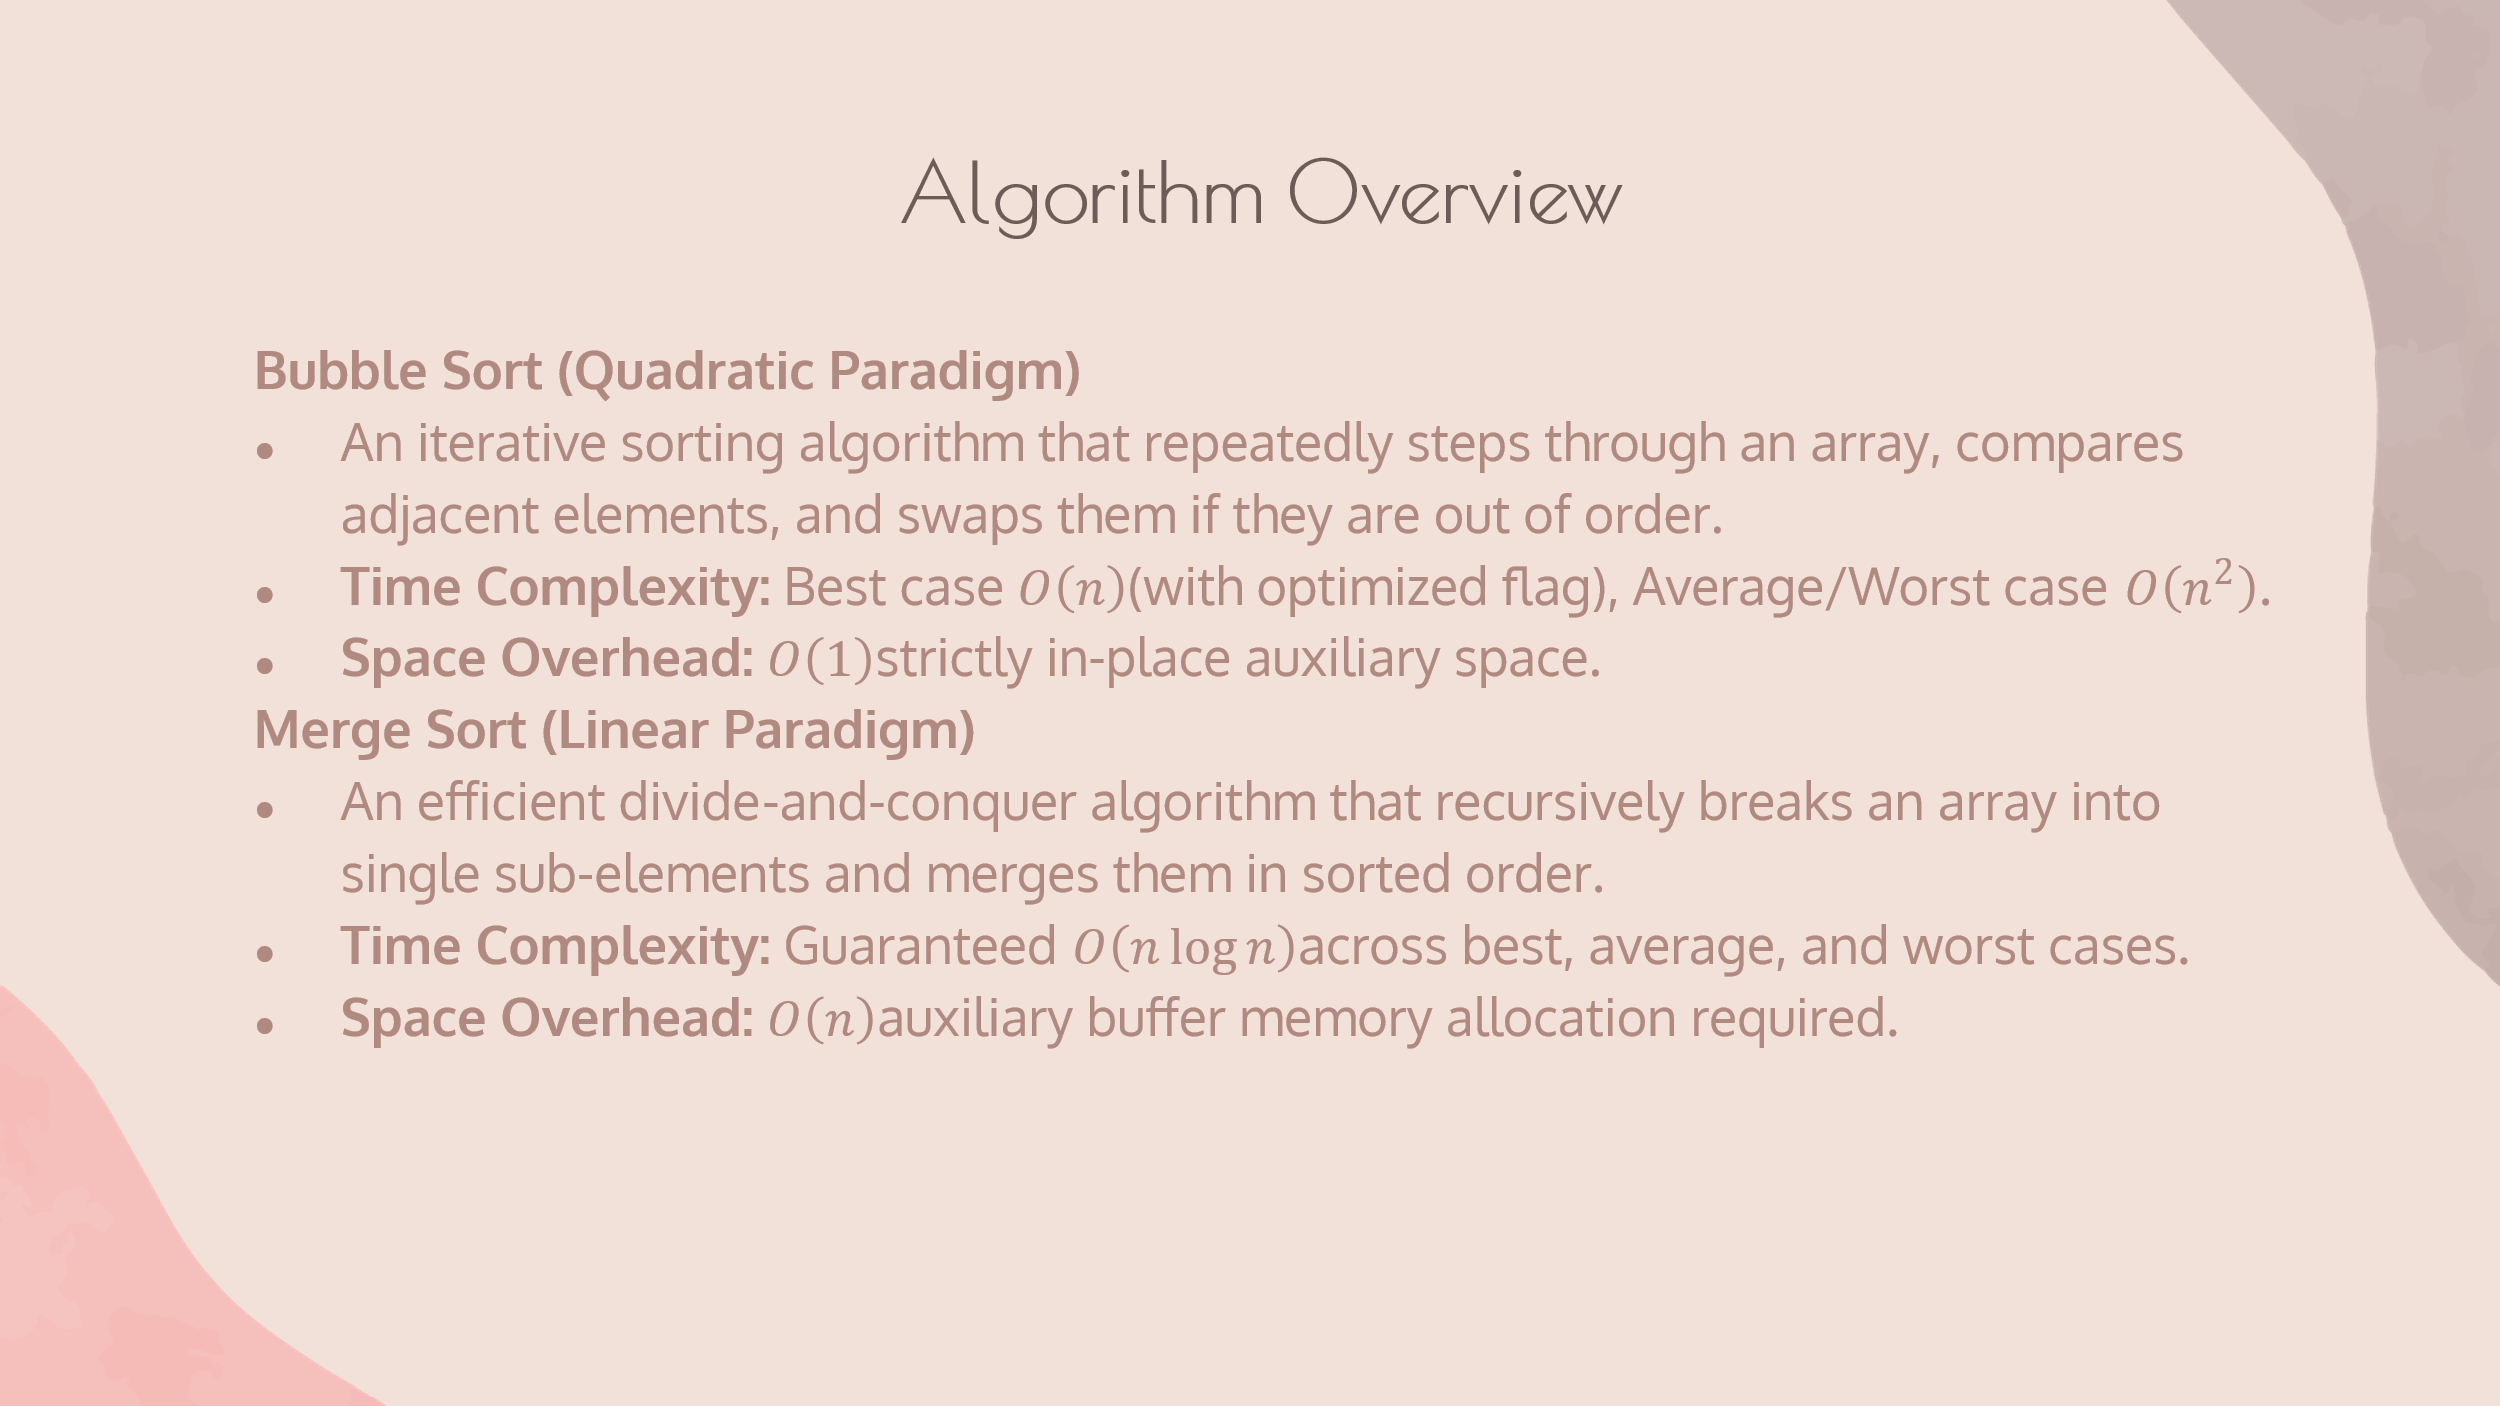 Algorithm Overview
Bubble Sort (Quadratic Paradigm)
• An iterative sorting algorithm that repeatedly steps through an array, compares
adjacent elements, and swaps them if they are out of order.
• Time Complexity: Best case O(n)(with optimized flag), Average/Worst case O(n²).
• Space Overhead: O(1)strictly in-place auxiliary space.
Merge Sort (Linear Paradigm)
• An efficient divide-and-conquer algorithm that recursively breaks an array into
single sub-elements and merges them in sorted order.
• Time Complexity: Guaranteed O(n log n)across best, average, and worst cases.
• Space Overhead: O(n)auxiliary buffer memory allocation required.